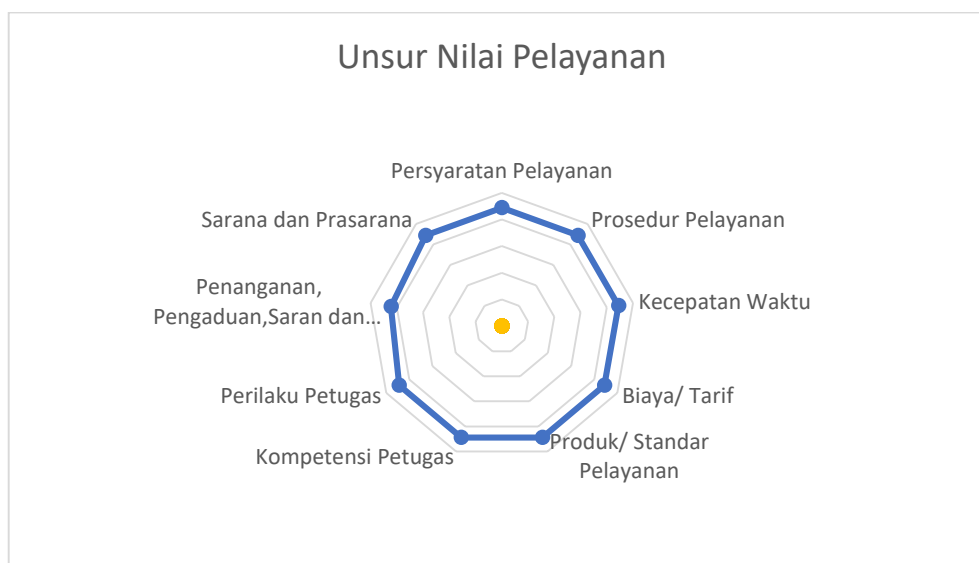 Unsur Nilai Pelayanan
Persyaratan Pelayanan
Prosedur Pelayanan
Kecepatan Waktu
Biaya/ Tarif
Produk/ Standar
Pelayanan
Kompetensi Petugas
Perilaku Petugas
Penanganan,
Pengaduan,Saran dan…
Sarana dan Prasarana